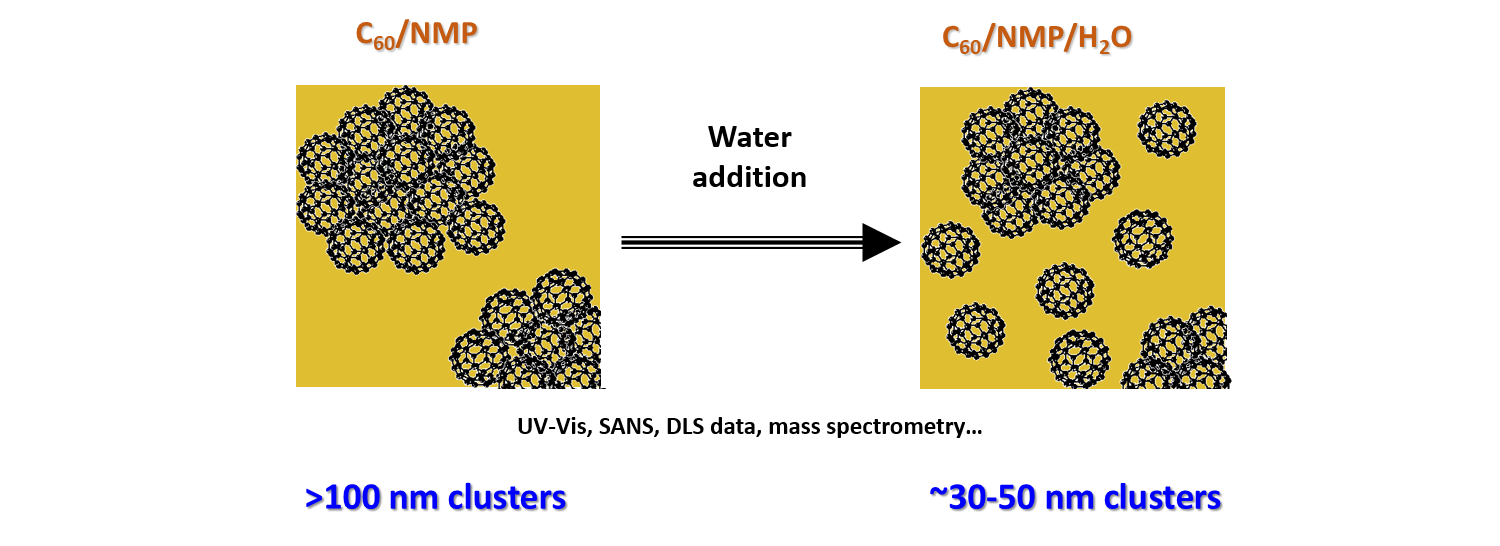 C₆₀/NMP
C₆₀/NMP/H₂O
Water
addition
UV-Vis, SANS, DLS data, mass spectrometry…
>100 nm clusters
~30-50 nm clusters